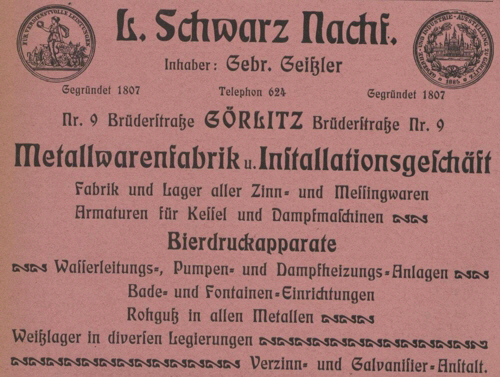 L. Schwarz Nachf.
Inhaber: Gebr. Geißler
Gegründet 1807 Telephon 624 Gegründet 1807
Nr. 9 Brüderstraße GÖRLITZ Brüderstraße Nr. 9
Metallwarenfabrik u. Installationsgeschäft
Fabrik und Lager aller Zinn- und Messingwaren
Armaturen für Kessel und Dampfmaschinen
Bierdruckapparate
Wasserleitungs-, Pumpen- und Dampfheizungs-Anlagen
Bade- und Fontainen-Einrichtungen
Rohguß in allen Metallen
Weißlager in diversen Legierungen
Verzinn- und Galvanisier-Anstalt.